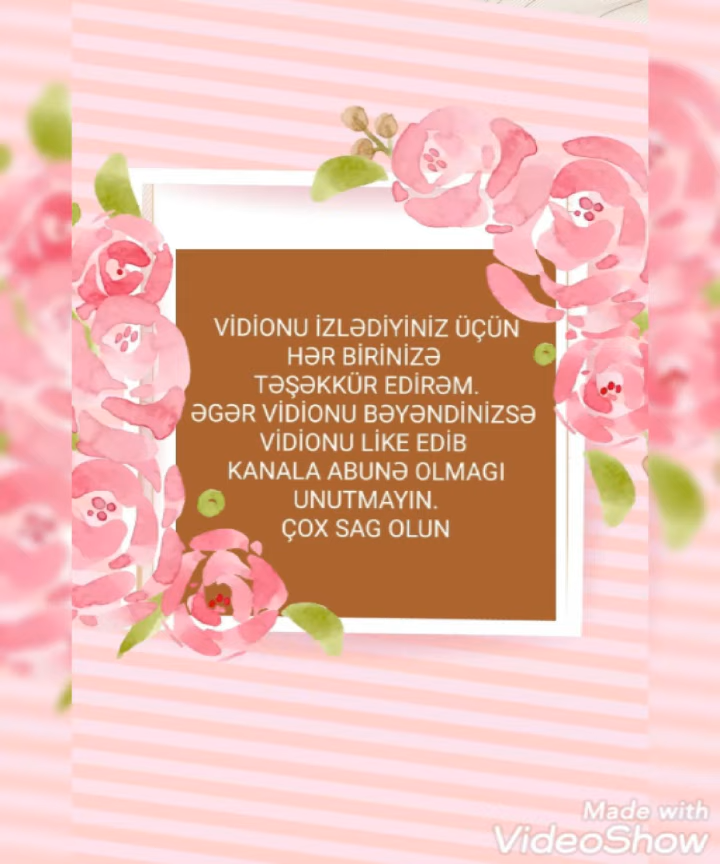 VİDİONU İZLƏDİYİNİZ ÜÇÜN
HƏR BİRİNİZƏ
TƏŞƏKKÜR EDİRƏM.
ƏGƏR VİDİONU BƏYƏNDİNİZSƏ
VİDİONU LİKE EDİB
KANALA ABUNƏ OLMAGI
UNUTMAYIN.
ÇOX SAG OLUN
Made with
VideoShow